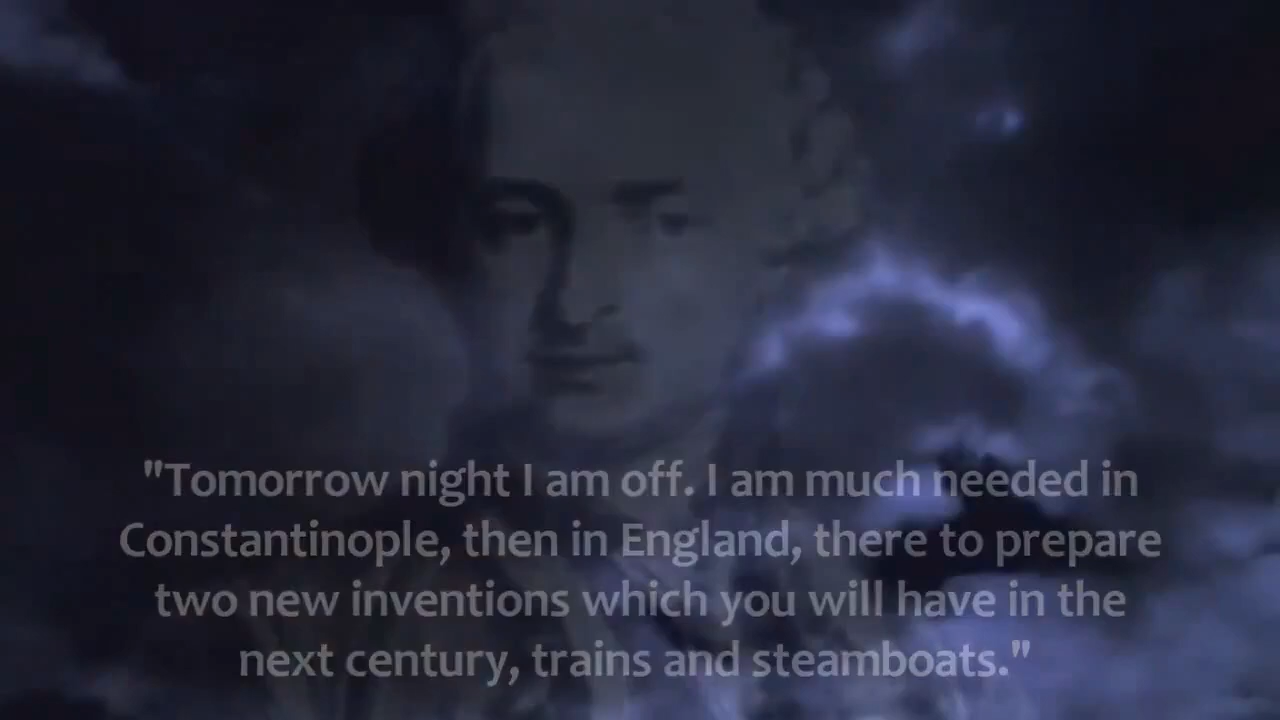 "Tomorrow night I am off. I am much needed in
Constantinople, then in England, there to prepare
two new inventions which you will have in the
next century, trains and steamboats."